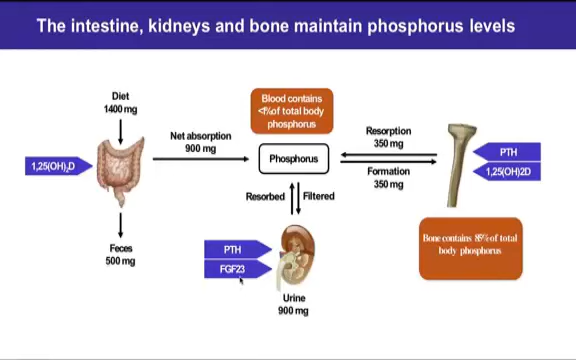 The intestine, kidneys and bone maintain phosphorus levels
Diet
1400 mg
Blood contains
<1% of total body
phosphorus
Net absorption
900 mg
Resorption
350 mg
1,25(OH)₂D
Phosphorus
Formation
350 mg
PTH
1,25(OH)2D
Resorbed
Filtered
Feces
500 mg
PTH
FGF23
Bone contains 85% of total
body phosphorus
Urine
900 mg